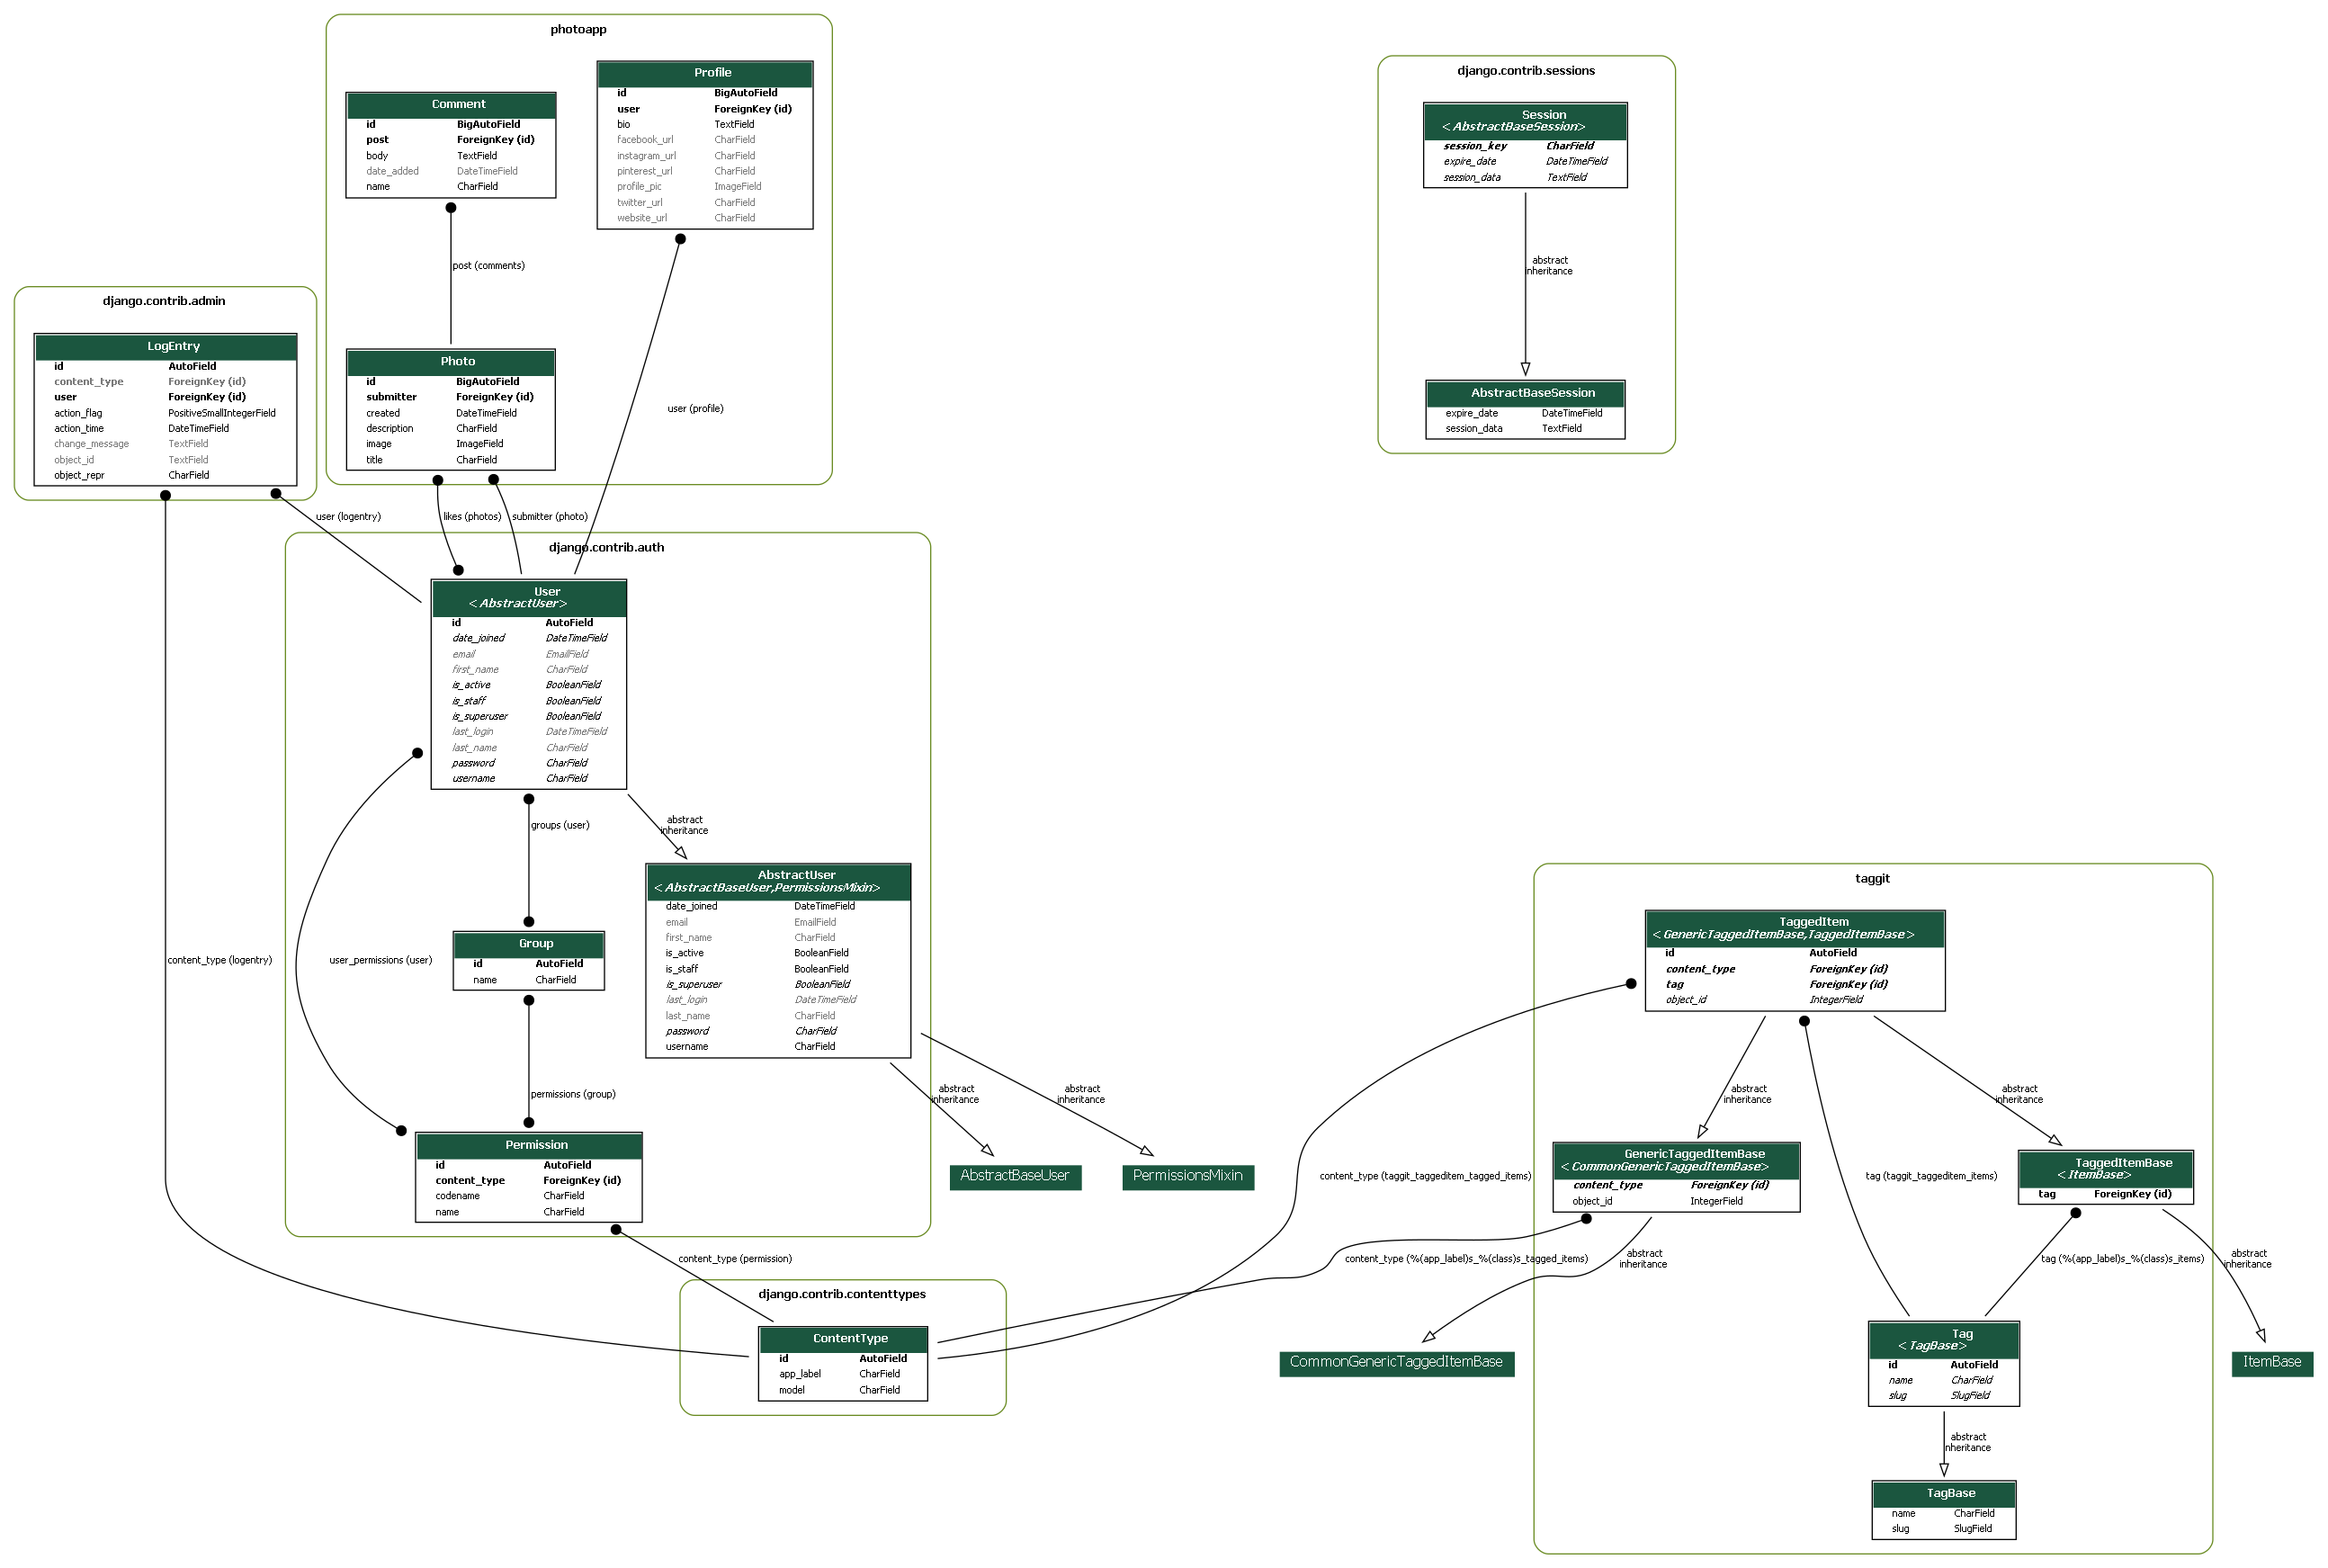 photoapp
Comment
id BigAutoField
post ForeignKey (id)
body TextField
date_added DateTimeField
name CharField
Profile
id BigAutoField
user ForeignKey (id)
bio TextField
facebook_url CharField
instagram_url CharField
pinterest_url CharField
profile_pic ImageField
twitter_url CharField
website_url CharField
post (comments)
Photo
id BigAutoField
submitter ForeignKey (id)
created DateTimeField
description CharField
image ImageField
title CharField
user (profile)
django.contrib.sessions
Session
<AbstractBaseSession>
session_key CharField
expire_date DateTimeField
session_data TextField
abstract
inheritance
AbstractBaseSession
expire_date DateTimeField
session_data TextField
django.contrib.admin
LogEntry
id AutoField
content_type ForeignKey (id)
user ForeignKey (id)
action_flag PositiveSmallIntegerField
action_time DateTimeField
change_message TextField
object_id TextField
object_repr CharField
user (logentry)
likes (photos)
submitter (photo)
django.contrib.auth
User
<AbstractUser>
id AutoField
date_joined DateTimeField
email EmailField
first_name CharField
is_active BooleanField
is_staff BooleanField
is_superuser BooleanField
last_login DateTimeField
last_name CharField
password CharField
username CharField
groups (user)
abstract
inheritance
AbstractUser
<AbstractBaseUser,PermissionsMixin>
date_joined DateTimeField
email EmailField
first_name CharField
is_active BooleanField
is_staff BooleanField
is_superuser BooleanField
last_login DateTimeField
last_name CharField
password CharField
username CharField
Group
id AutoField
name CharField
content_type (logentry)
user_permissions (user)
permissions (group)
abstract
inheritance
abstract
inheritance
Permission
id AutoField
content_type ForeignKey (id)
codename CharField
name CharField
AbstractBaseUser
PermissionsMixin
content_type (permission)
django.contrib.contenttypes
ContentType
id AutoField
app_label CharField
model CharField
taggit
TaggedItem
<GenericTaggedItemBase,TaggedItemBase>
id AutoField
content_type ForeignKey (id)
tag ForeignKey (id)
object_id IntegerField
abstract
inheritance
abstract
inheritance
content_type (taggit_taggeditem_tagged_items)
GenericTaggedItemBase
<CommonGenericTaggedItemBase>
content_type ForeignKey (id)
object_id IntegerField
tag (taggit_taggeditem_items)
TaggedItemBase
<ItemBase>
tag ForeignKey (id)
content_type (%(app_label)s_%(class)s_tagged_items)
abstract
inheritance
tag (%(app_label)s_%(class)s_items)
abstract
inheritance
CommonGenericTaggedItemBase
Tag
<TagBase>
id AutoField
name CharField
slug SlugField
ItemBase
abstract
inheritance
TagBase
name CharField
slug SlugField